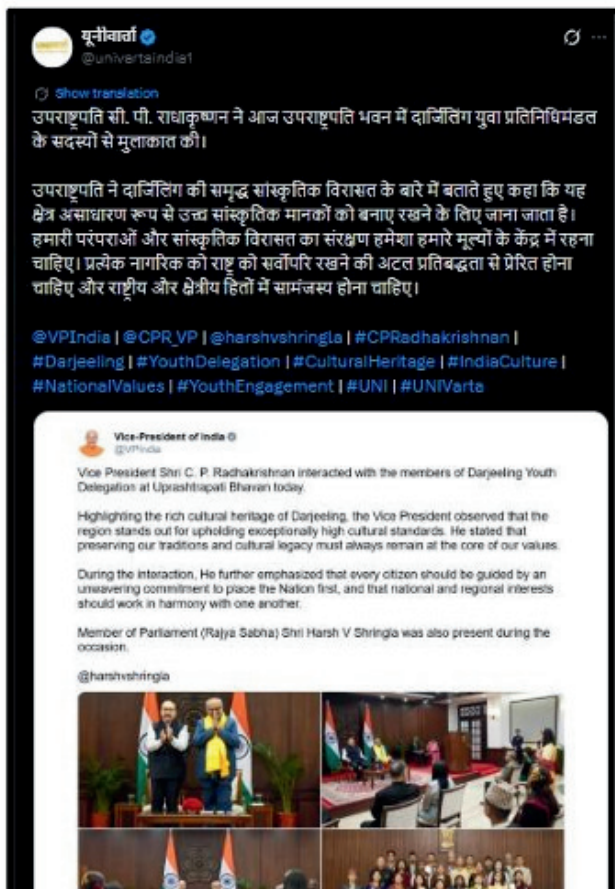 यूनीवार्ता
@univartaindia1
Show translation
उपराष्ट्रपति सी. पी. राधाकृष्णन ने आज उपराष्ट्रपति भवन में दार्जिलिंग युवा प्रतिनिधिमंडल
के सदस्यों से मुलाकात की।
उपराष्ट्रपति ने दार्जिलिंग की समृद्ध सांस्कृतिक विरासत के बारे में बताते हुए कहा कि यह
क्षेत्र असाधारण रूप से उच्च सांस्कृतिक मानकों को बनाए रखने के लिए जाना जाता है।
हमारी परंपराओं और सांस्कृतिक विरासत का संरक्षण हमेशा हमारे मूल्यों के केंद्र में रहना
चाहिए। प्रत्येक नागरिक को राष्ट्र को सर्वोपरि रखने की अटल प्रतिबद्धता से प्रेरित होना
चाहिए और राष्ट्रीय और क्षेत्रीय हितों में सामंजस्य होना चाहिए।
@VPIndia | @CPR_VP | @harshvshringla | #CPRadhakrishnan |
#Darjeeling | #YouthDelegation | #CulturalHeritage | #IndiaCulture |
#NationalValues | #YouthEngagement | #UNI | #UNIVarta
Vice-President of India
@VPIndia
Vice President Shri C. P. Radhakrishnan interacted with the members of Darjeeling Youth
Delegation at Uprashtrapati Bhavan today.
Highlighting the rich cultural heritage of Darjeeling, the Vice President observed that the
region stands out for upholding exceptionally high cultural standards. He stated that
preserving our traditions and cultural legacy must always remain at the core of our values.
During the interaction, He further emphasized that every citizen should be guided by an
unwavering commitment to place the Nation first, and that national and regional interests
should work in harmony with one another.
Member of Parliament (Rajya Sabha) Shri Harsh V Shringla was also present during the
occasion.
@harshvshringla